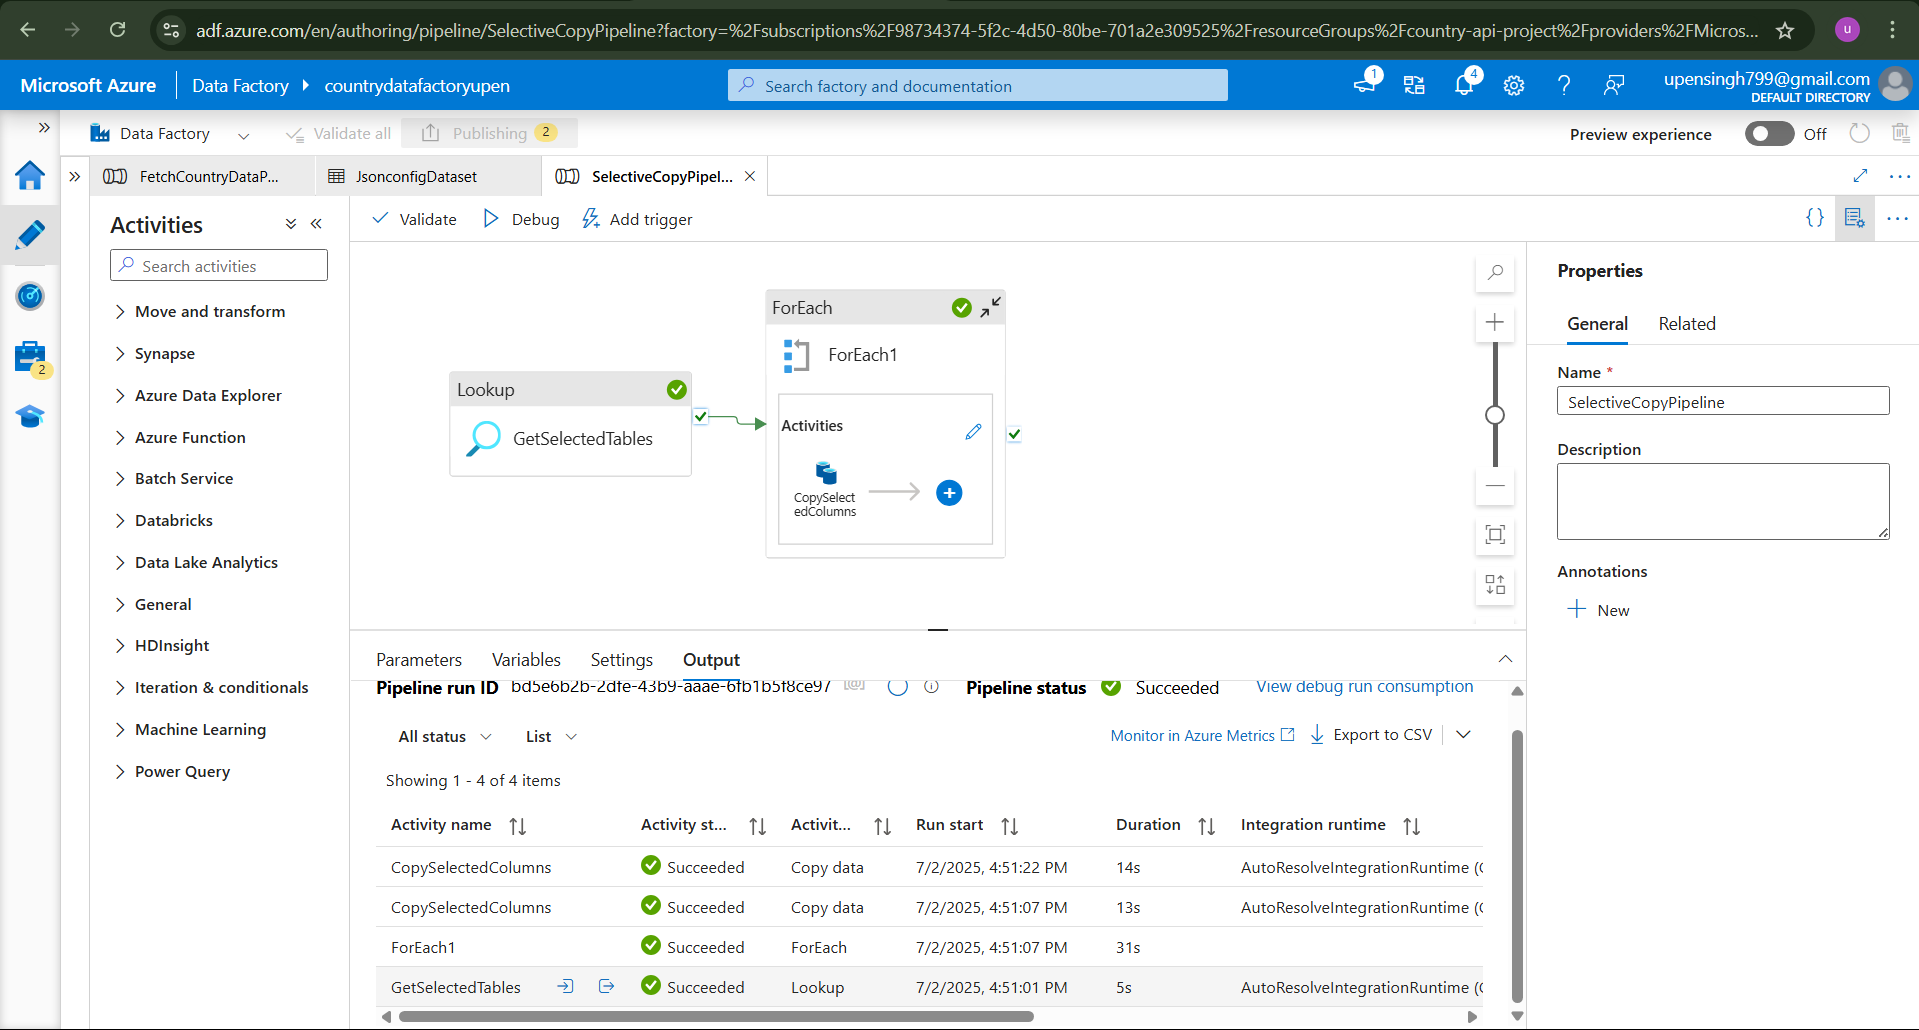 adf.azure.com/en/authoring/pipeline/SelectiveCopyPipeline?factory=%2Fsubscriptions%2F98734374-5f2c-4d50-80be-701a2e309525%2FresourceGroups%2Fcountry-api-project%2Fproviders%2FMicros...
u
Microsoft Azure
Data Factory
countrydatafactoryupen
Search factory and documentation
1
4
upensingh799@gmail.com
DEFAULT DIRECTORY
Data Factory
Validate all
Publishing
2
Preview experience
Off
FetchCountryDataP...
JsonconfigDataset
SelectiveCopyPipel...
2
Activities
Search activities
Move and transform
Synapse
Azure Data Explorer
Azure Function
Batch Service
Databricks
Data Lake Analytics
General
HDInsight
Iteration & conditionals
Machine Learning
Power Query
Validate
Debug
Add trigger
Lookup
GetSelectedTables
ForEach
ForEach1
Activities
CopySelect
edColumns
Properties
General
Related
Name *
SelectiveCopyPipeline
Description
Annotations
New
Parameters
Variables
Settings
Output
Pipeline run ID
bd5e6b2b-2dfe-43b9-aaae-6fb1b5f8ce97
Pipeline status
Succeeded
View debug run consumption
All status
List
Monitor in Azure Metrics
Export to CSV
Showing 1 - 4 of 4 items
Activity name
Activity st...
Activit...
Run start
Duration
Integration runtime
CopySelectedColumns Succeeded Copy data 7/2/2025, 4:51:22 PM 14s AutoResolveIntegrationRuntime (
CopySelectedColumns Succeeded Copy data 7/2/2025, 4:51:07 PM 13s AutoResolveIntegrationRuntime (
ForEach1 Succeeded ForEach 7/2/2025, 4:51:07 PM 31s
GetSelectedTables Succeeded Lookup 7/2/2025, 4:51:01 PM 5s AutoResolveIntegrationRuntime (